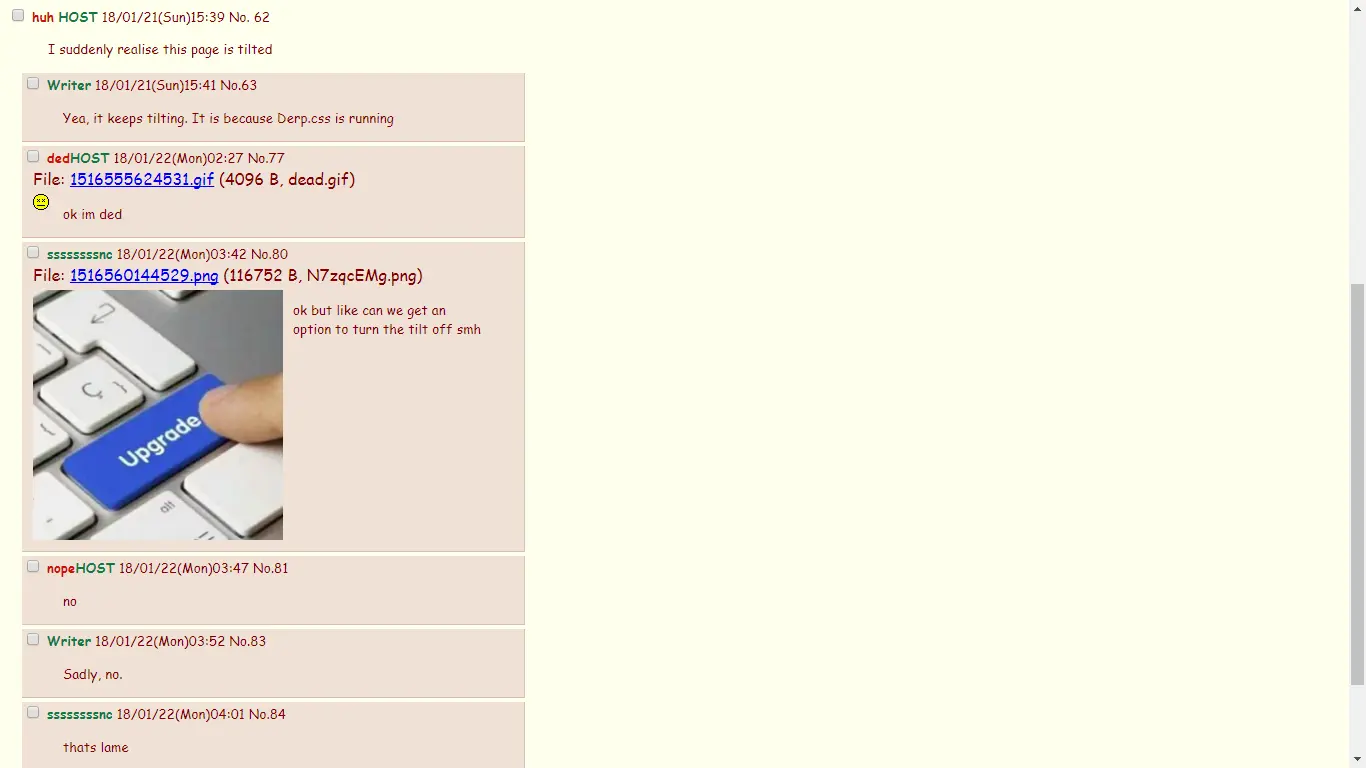 huh HOST 18/01/21(Sun)15:39 No. 62
I suddenly realise this page is tilted
Writer 18/01/21(Sun)15:41 No.63
Yea, it keeps tilting. It is because Derp.css is running
dedHOST 18/01/22(Mon)02:27 No.77
File: 1516555624531.gif (4096 B, dead.gif)
ok im ded
ssssssssnc 18/01/22(Mon)03:42 No.80
File: 1516560144529.png (116752 B, N7zqcEMg.png)
ok but like can we get an
option to turn the tilt off smh
Ç
Upgrade
alt
nopeHOST 18/01/22(Mon)03:47 No.81
no
Writer 18/01/22(Mon)03:52 No.83
Sadly, no.
ssssssssnc 18/01/22(Mon)04:01 No.84
thats lame